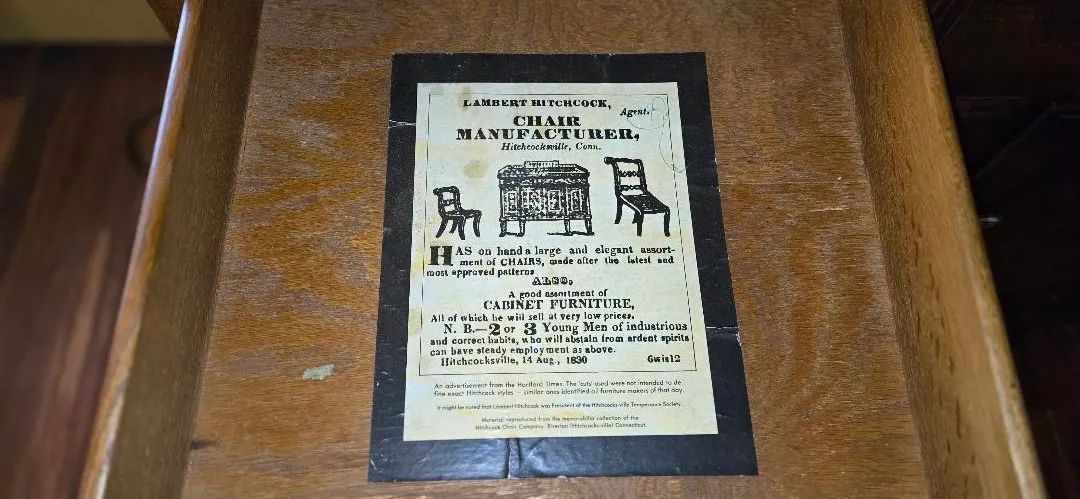 LAMBERT HITCHCOCK,
Agent.
CHAIR
MANUFACTURER,
Hitchcocksville, Conn.
HAS on hand a large and elegant assort-
ment of CHAIRS, made after the latest and
most approved patterns
ALSO,
A good assortment of
CABINET FURNITURE,
All of which he will sell at very low prices.
N. B.—2 or 3 Young Men of industrious
and correct habits, who will abstain from ardent spirits
can have steady employment as above.
Hitchcocksville, 14 Aug., 1830 6wis12
An advertisement from the Hartford Times. The 'cuts' used were not intended to de-
fine exact Hitchcock styles — similar ones identified all furniture makers of that day.
It might be noted that Lambert Hitchcock was President of the Hitchcocks-ville Temperance Society.
Material reproduced from the memorabilia collection of the
Hitchcock Chair Company, Riverton (Hitchcocks-ville) Connecticut.